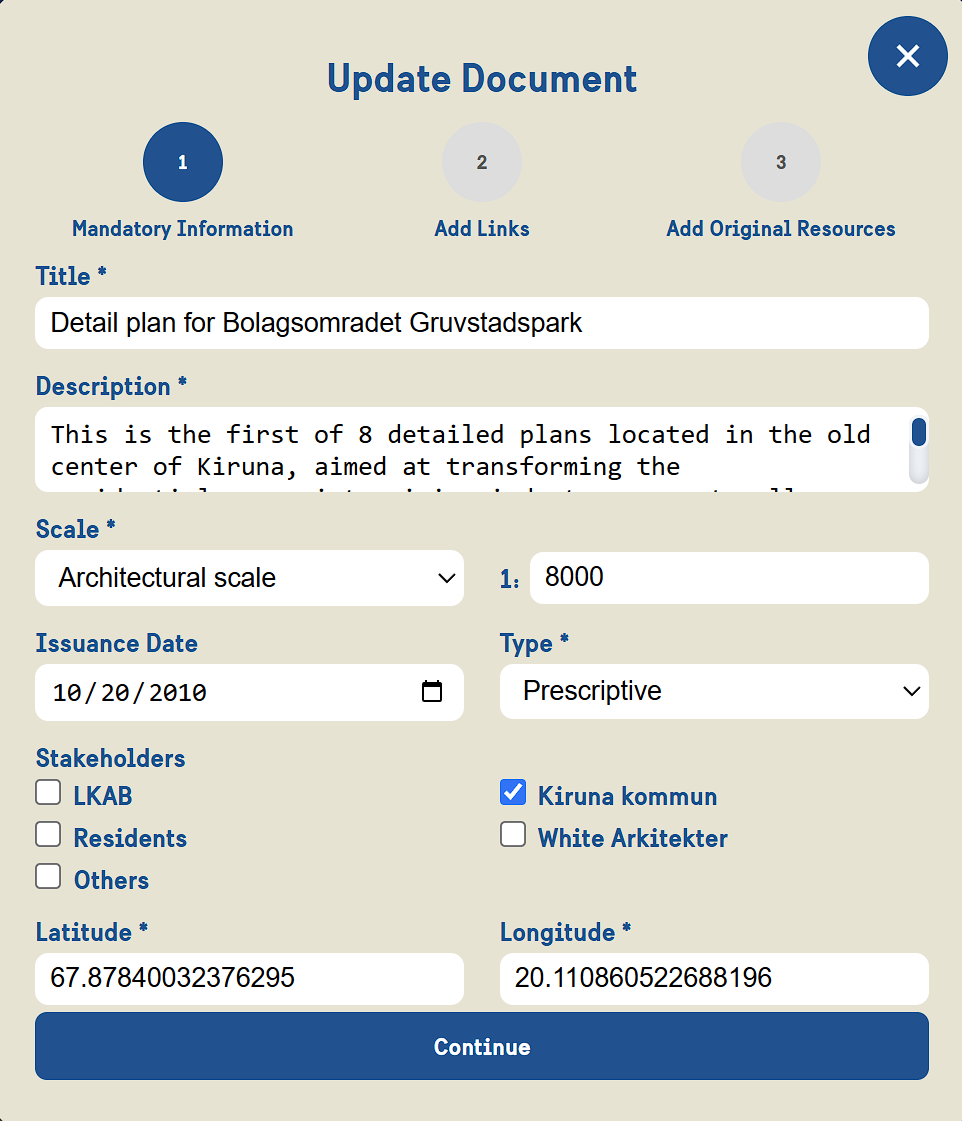 Update Document
1
2
3
Mandatory Information
Add Links
Add Original Resources
Title *
Detail plan for Bolagsomradet Gruvstadspark
Description *
This is the first of 8 detailed plans located in the old
center of Kiruna, aimed at transforming the
Scale *
Architectural scale
1: 8000
Issuance Date
Type *
10/20/2010
Prescriptive
Stakeholders
LKAB
Kiruna kommun
Residents
White Arkitekter
Others
Latitude *
Longitude *
67.87840032376295
20.110860522688196
Continue